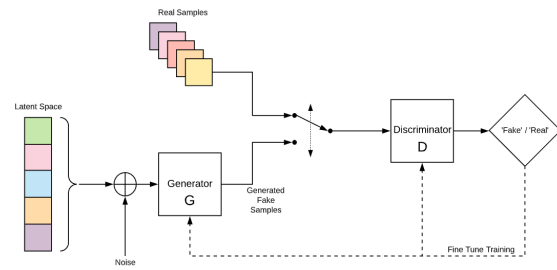 Real Samples
Latent Space
Discriminator
D
'Fake' / 'Real'
Generator
G
Generated
Fake
Samples
Fine Tune Training
Noise